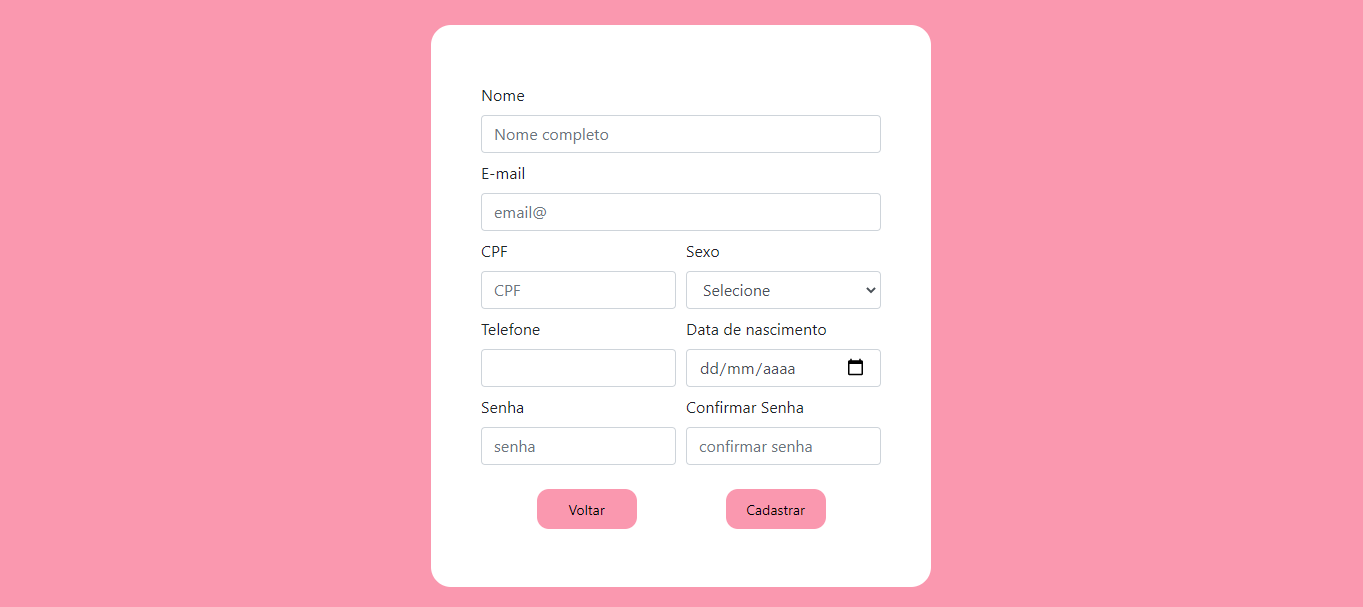 Nome
Nome completo
E-mail
email@
CPF Sexo
CPF Selecione
Telefone Data de nascimento
dd/mm/aaaa
Senha Confirmar Senha
senha confirmar senha
Voltar Cadastrar